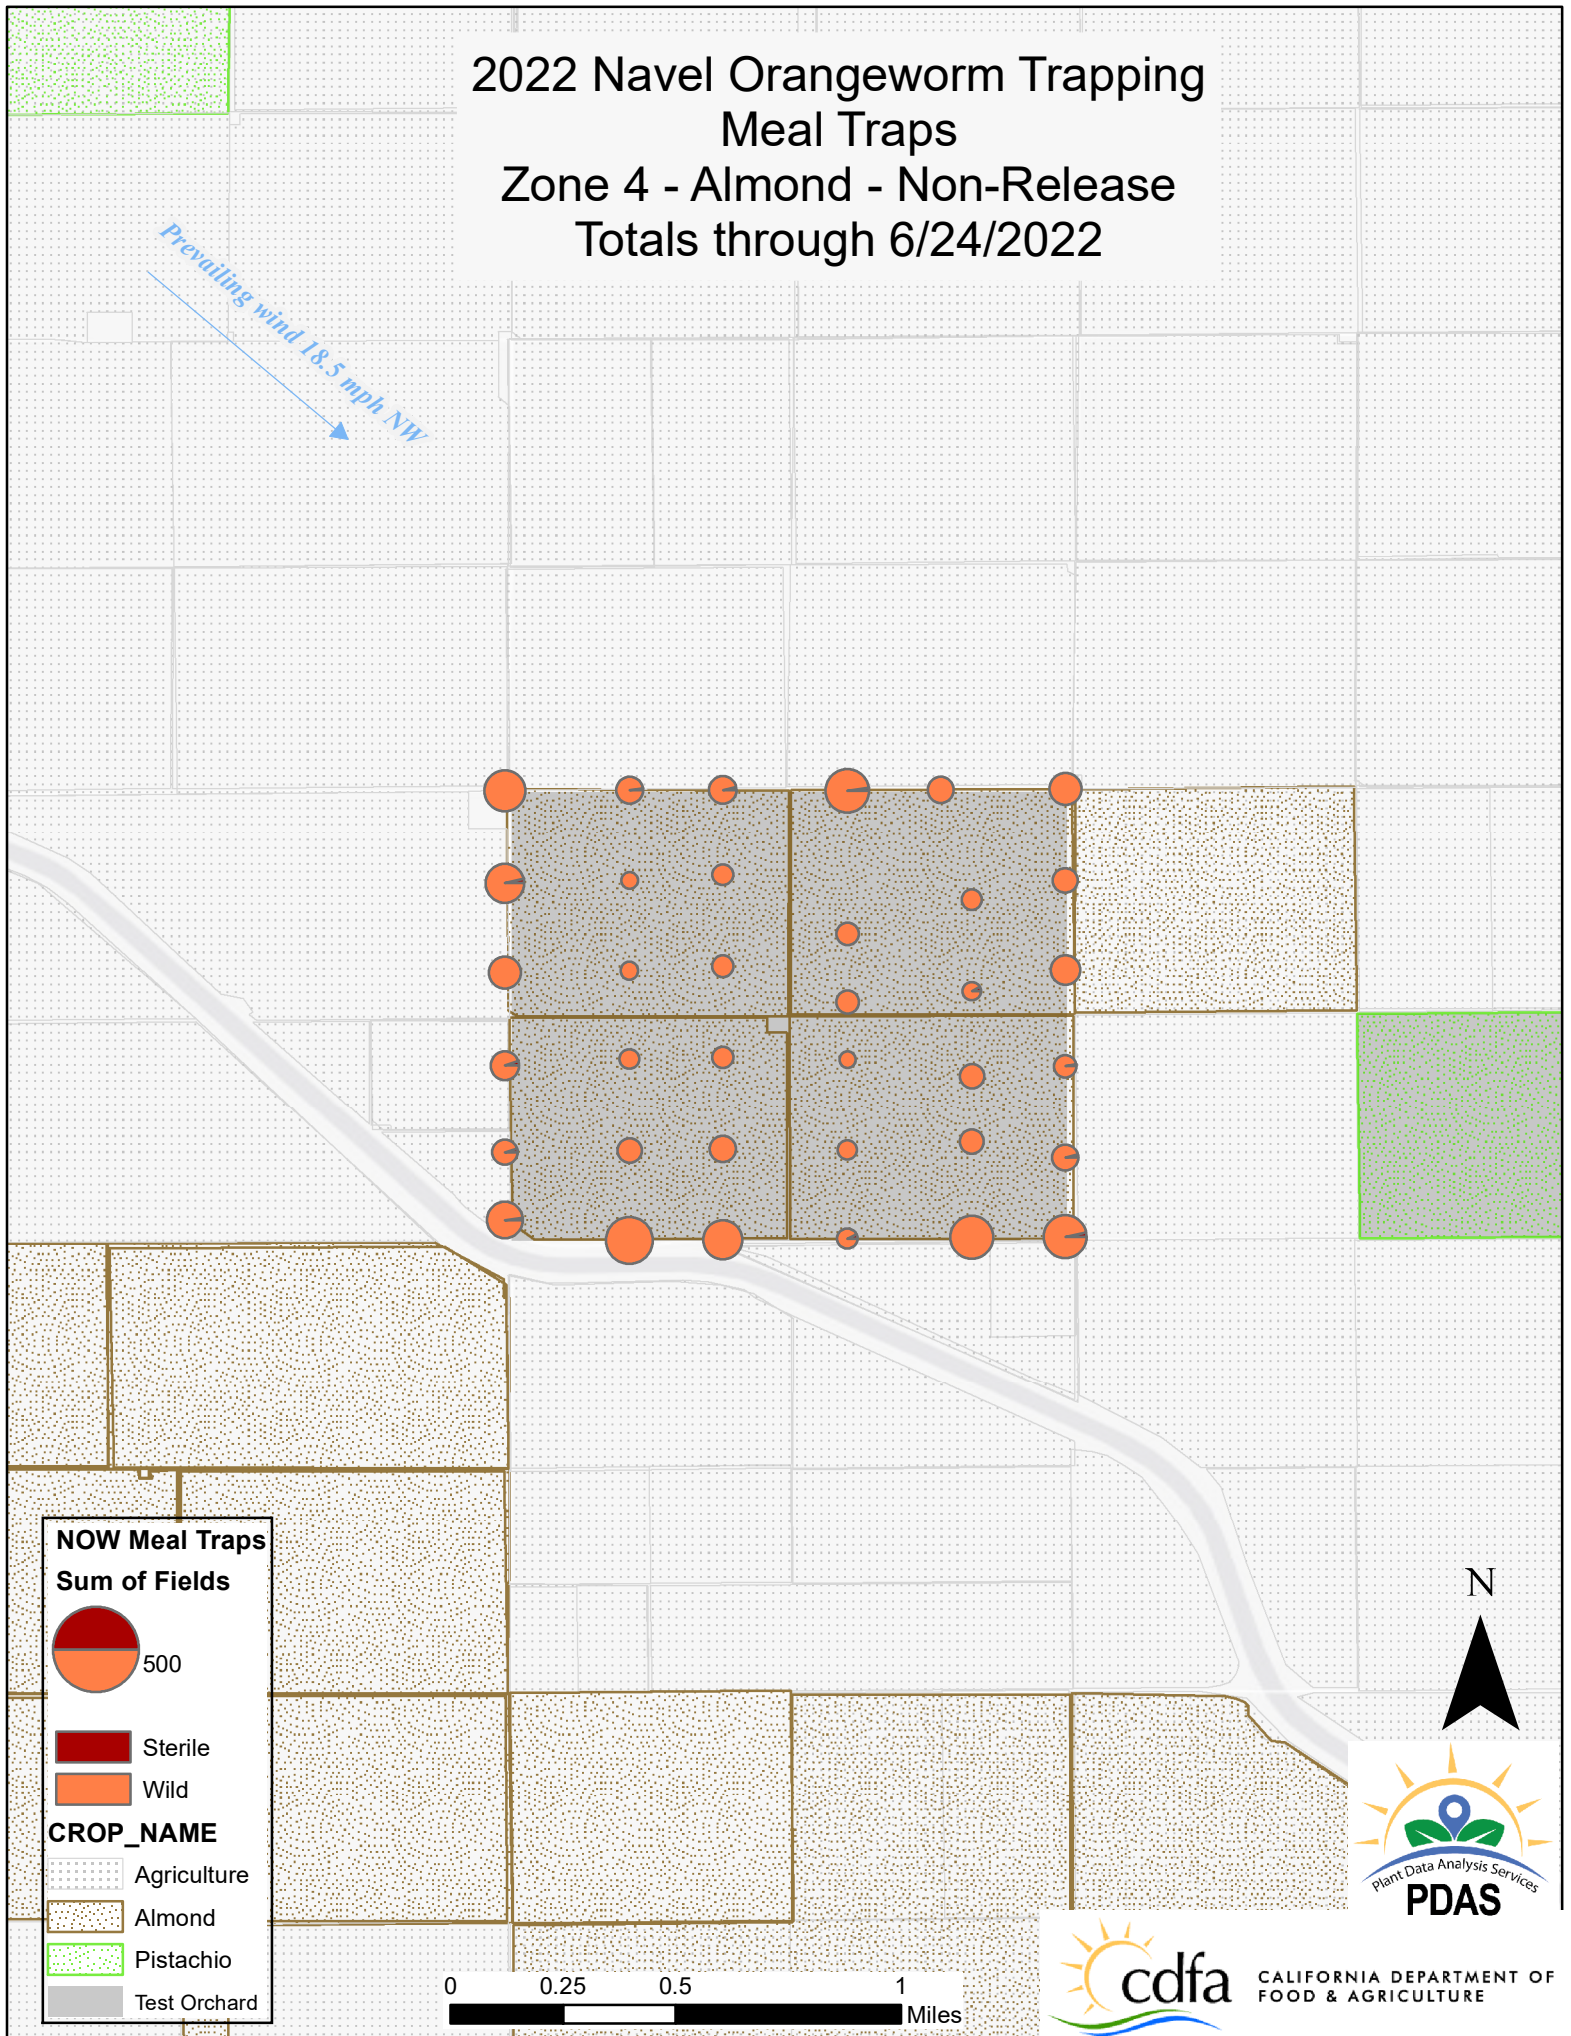 2022 Navel Orangeworm Trapping
Meal Traps
Zone 4 - Almond - Non-Release
Totals through 6/24/2022
Prevailing wind 18.5 mph NW
NOW Meal Traps
Sum of Fields
500
Sterile
Wild
CROP_NAME
Agriculture
Almond
Pistachio
Test Orchard
0 0.25 0.5 1
Miles
N
Plant Data Analysis Services
PDAS
cdfa
CALIFORNIA DEPARTMENT OF
FOOD & AGRICULTURE